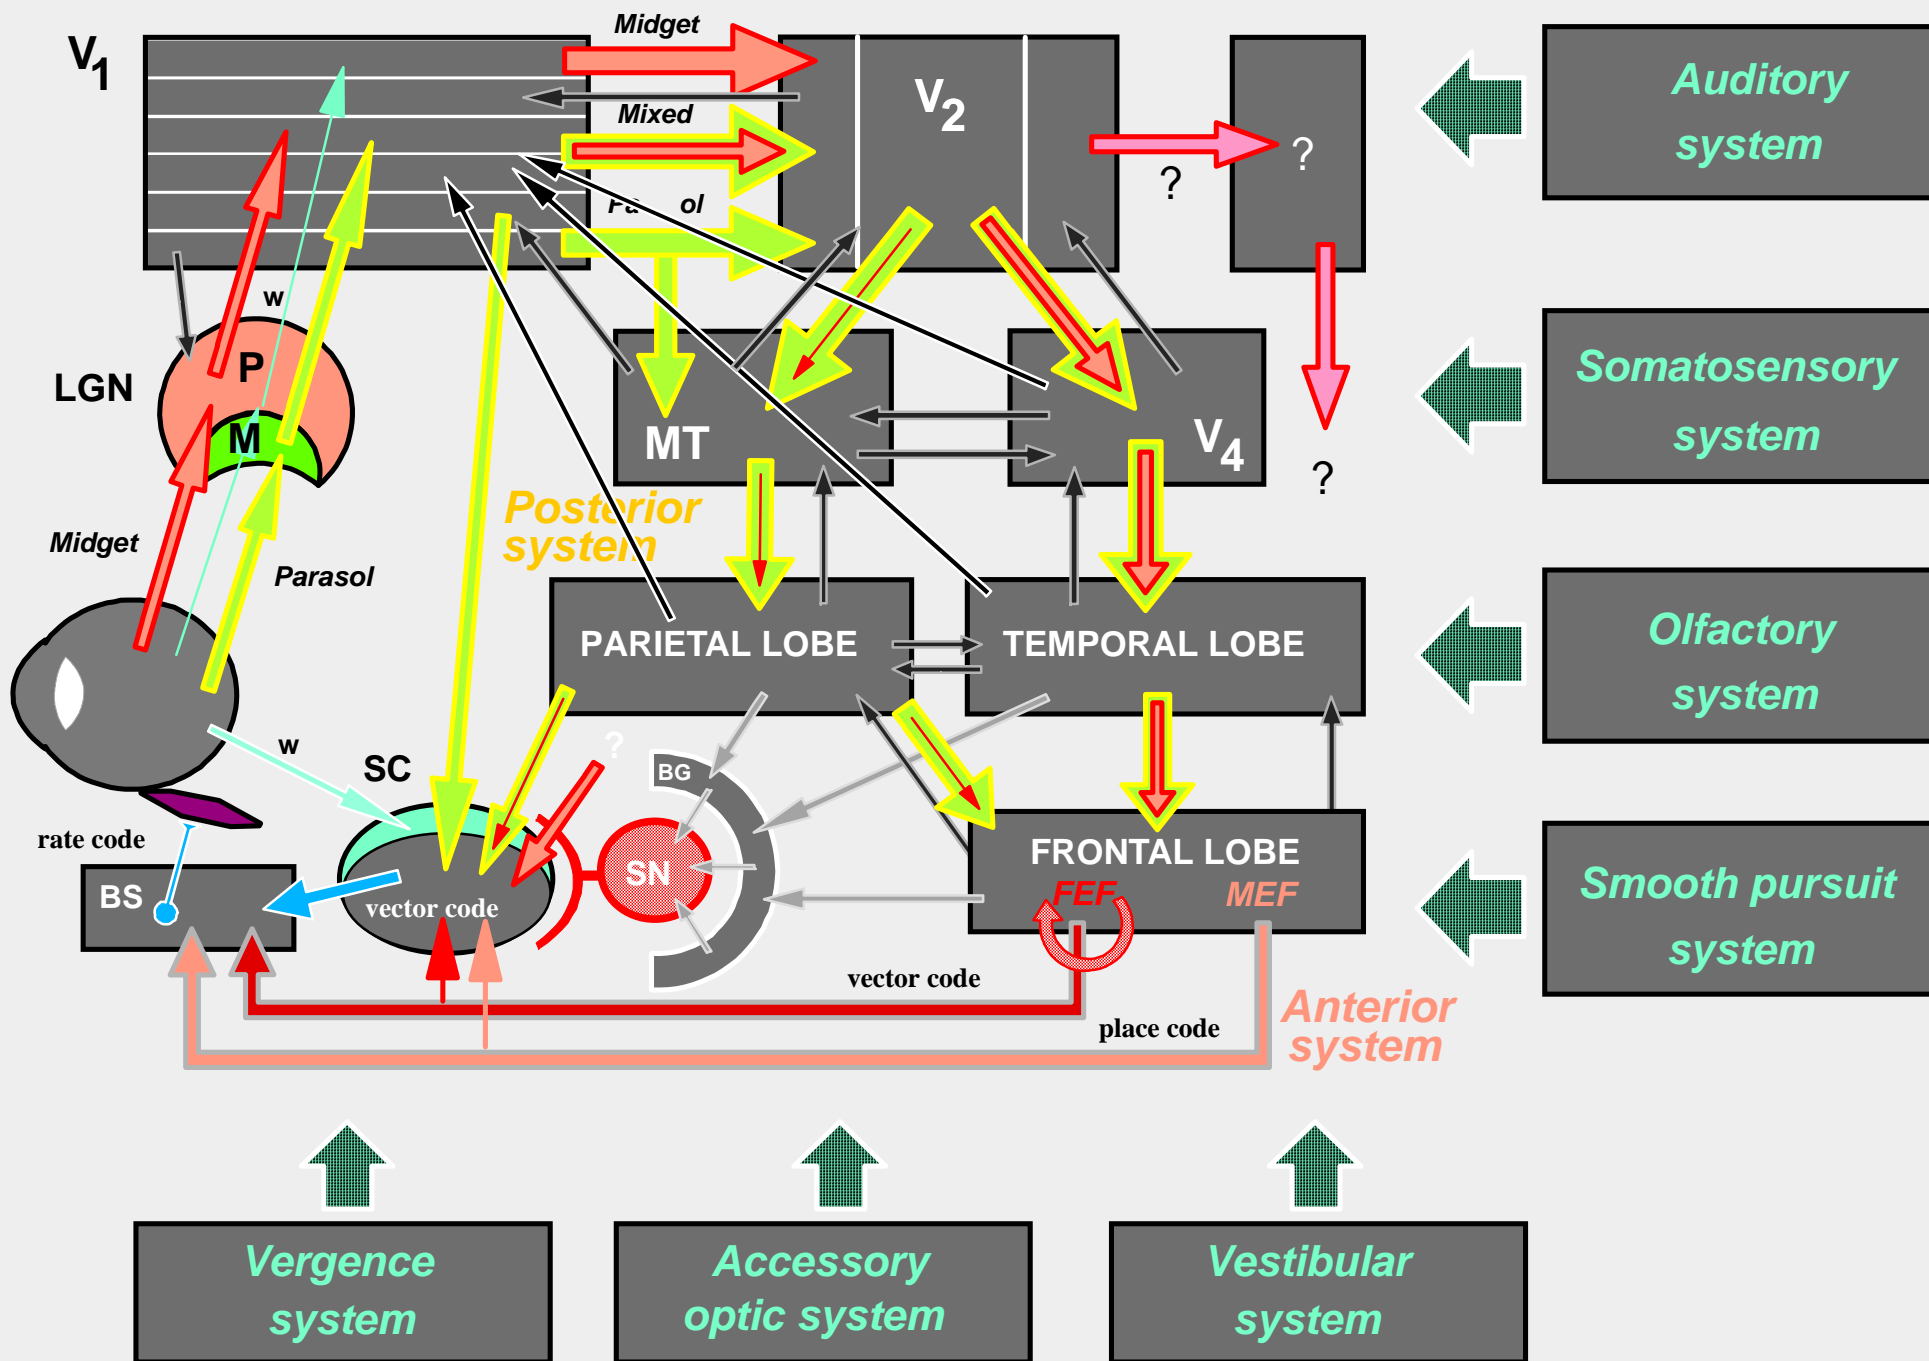 V1
Midget
V2
Mixed
Pa ol
?
?
?
Auditory
system
w
LGN
P
M
MT
V4
Somatosensory
system
Midget
Parasol
Posterior
system
PARIETAL LOBE
TEMPORAL LOBE
Olfactory
system
w
SC
?
BG
rate code
BS
vector code
SN
FRONTAL LOBE
FEF
MEF
Smooth pursuit
system
vector code
place code
Anterior
system
Vergence
system
Accessory
optic system
Vestibular
system